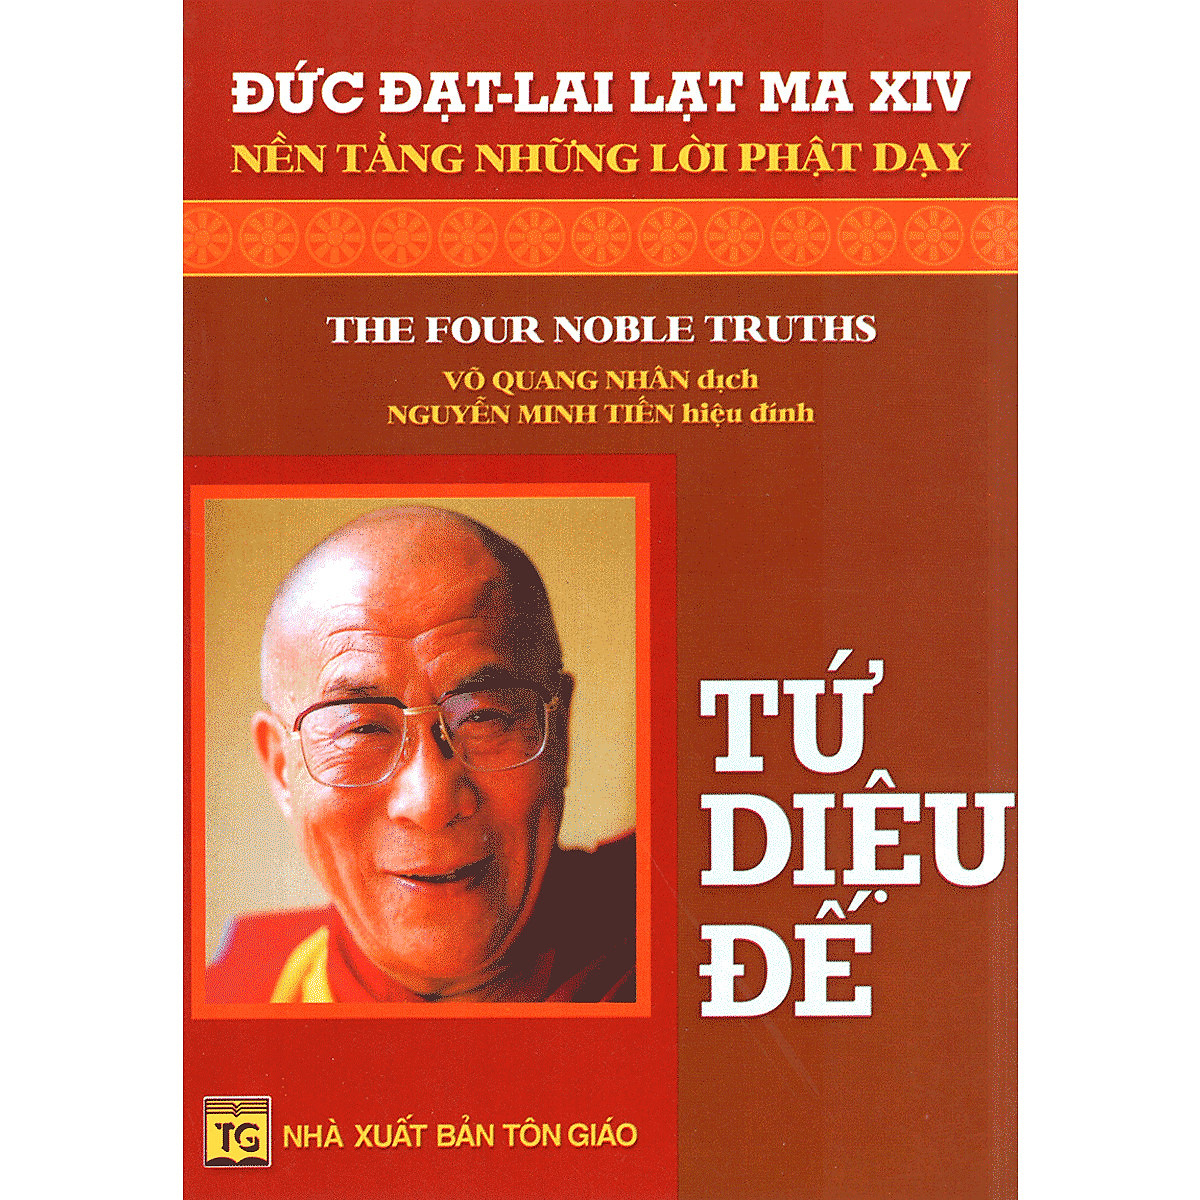 ĐỨC ĐẠT-LAI LẠT MA XIV
NỀN TẢNG NHỮNG LỜI PHẬT DẠY
THE FOUR NOBLE TRUTHS
VÕ QUANG NHÂN dịch
NGUYỄN MINH TIẾN hiệu đính
TỨ
DIỆU
ĐẾ
TG
NHÀ XUẤT BẢN TÔN GIÁO